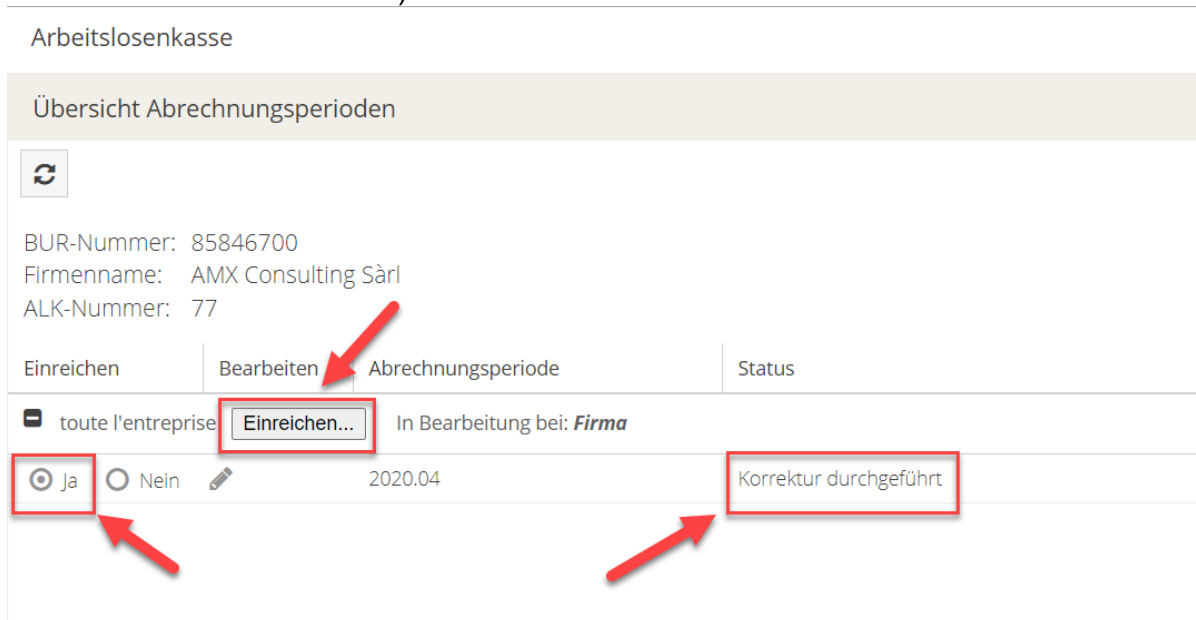 Arbeitslosenkasse
Übersicht Abrechnungsperioden
BUR-Nummer: 85846700
Firmenname: AMX Consulting Sàrl
ALK-Nummer: 77
Einreichen Bearbeiten Abrechnungsperiode Status
toute l'entreprise Einreichen... In Bearbeitung bei: Firma
Ja Nein 2020.04 Korrektur durchgeführt